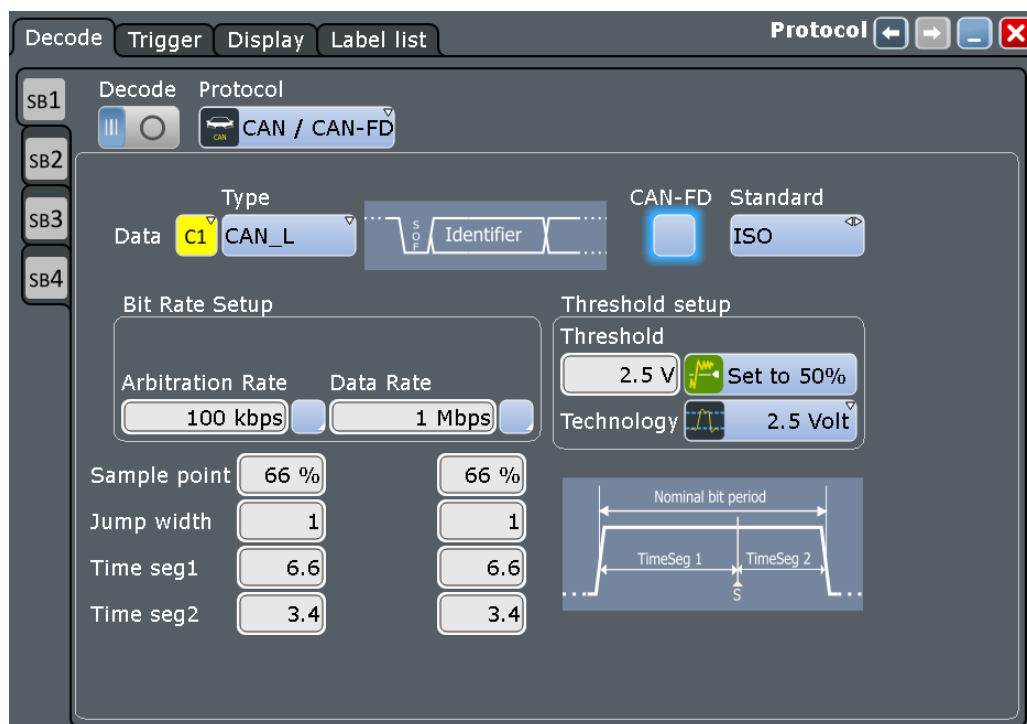 Decode Trigger Display Label list Protocol
SB1 Decode Protocol
CAN CAN / CAN-FD
SB2
Type CAN-FD Standard
SB3 Data C1 CAN_L SOF Identifier ISO
SB4
Bit Rate Setup Threshold setup
Threshold
2.5 V Set to 50%
Arbitration Rate Data Rate
100 kbps 1 Mbps Technology 2.5 Volt
Sample point 66 % 66 %
Nominal bit period
Jump width 1 1
Time seg1 6.6 6.6 TimeSeg 1 TimeSeg 2
S
Time seg2 3.4 3.4